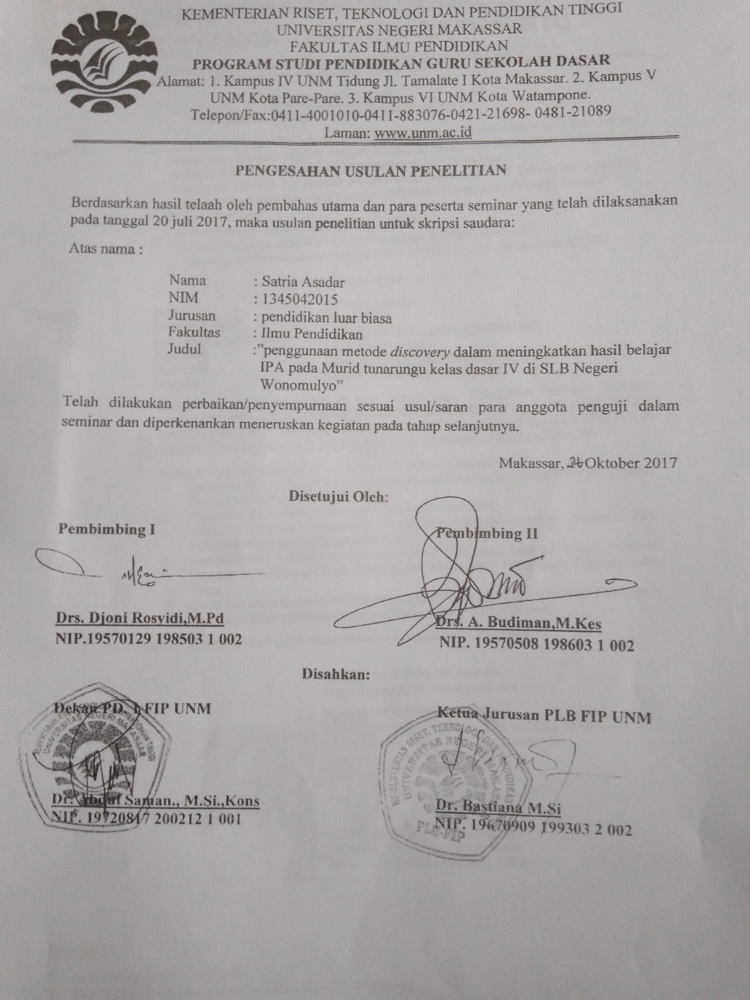 KEMENTERIAN RISET, TEKNOLOGI DAN PENDIDIKAN TINGGI
UNIVERSITAS NEGERI MAKASSAR
FAKULTAS ILMU PENDIDIKAN
PROGRAM STUDI PENDIDIKAN GURU SEKOLAH DASAR
Alamat: 1. Kampus IV UNM Tidung Jl. Tamalate I Kota Makassar. 2. Kampus V
UNM Kota Pare-Pare. 3. Kampus VI UNM Kota Watampone.
Telepon/Fax:0411-4001010-0411-883076-0421-21698- 0481-21089
Laman: www.unm.ac.id
PENGESAHAN USULAN PENELITIAN
Berdasarkan hasil telaah oleh pembahas utama dan para peserta seminar yang telah dilaksanakan
pada tanggal 20 juli 2017, maka usulan penelitian untuk skripsi saudara:
Atas nama :
Nama : Satria Asadar
NIM : 1345042015
Jurusan : pendidikan luar biasa
Fakultas : Ilmu Pendidikan
Judul :”penggunaan metode discovery dalam meningkatkan hasil belajar
IPA pada Murid tunarungu kelas dasar IV di SLB Negeri
Wonomulyo”
Telah dilakukan perbaikan/penyempurnaan sesuai usul/saran para anggota penguji dalam
seminar dan diperkenankan meneruskan kegiatan pada tahap selanjutnya.
Makassar, Oktober 2017
Disetujui Oleh:
Pembimbing I Pembimbing II
Drs. Djoni Rosyidi,M.Pd Drs. A. Budiman,M.Kes
NIP.19570129 198503 1 002 NIP. 19570508 198603 1 002
Disahkan:
Dekan PD. I FIP UNM Ketua Jurusan PLB FIP UNM
KEMENTERIAN RISET, TEKNOLOGI DAN PENDIDIKAN TINGGI
UNIVERSITAS NEGERI MAKASSAR
KEMENTERIAN RISET, TEKNOLOGI DAN PENDIDIKAN
UNIVERSITAS NEGERI MAKAS
PLB-FIP
Dr. Abdul Saman., M.Si.,Kons Dr. Bastiana M.Si
NIP. 19720817 200212 1 001 NIP. 19670909 199303 2 002